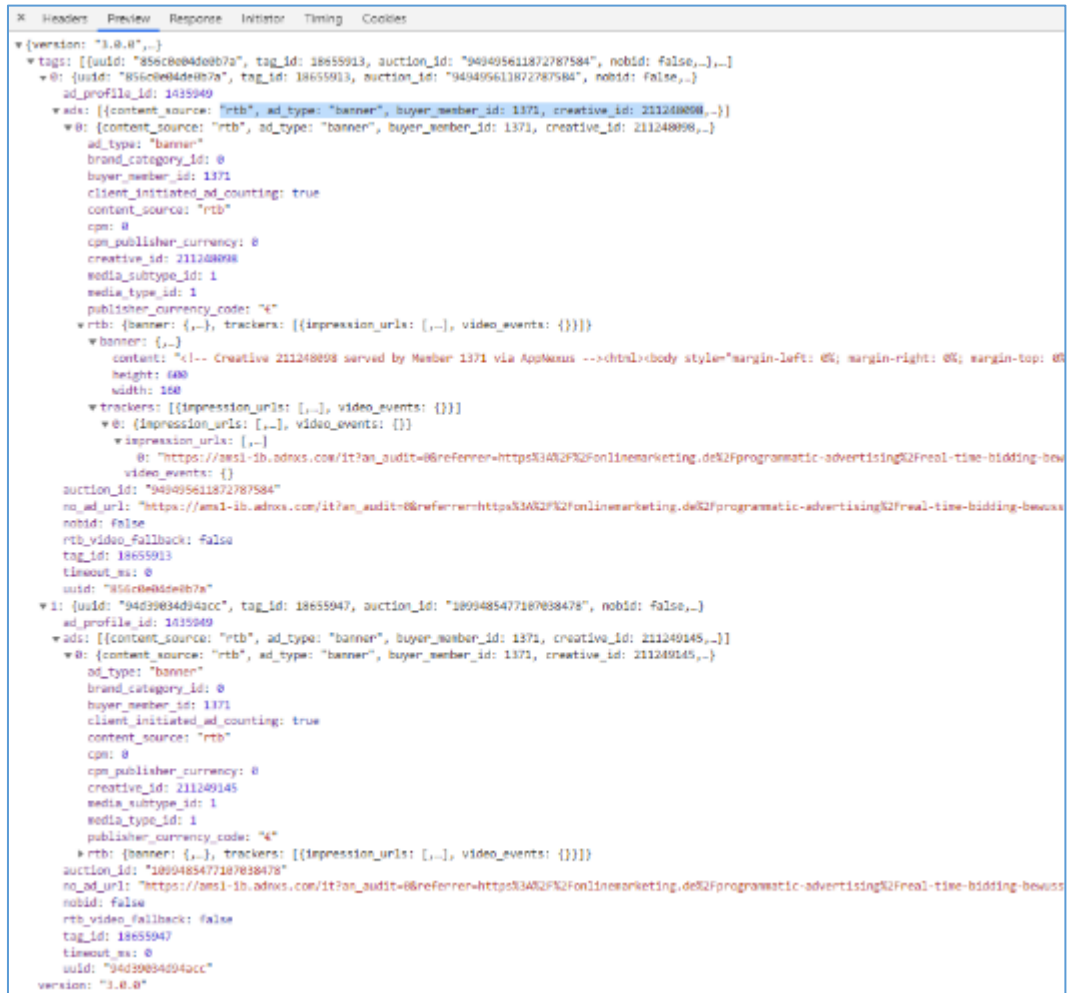 × Headers Preview Response Initiator Timing Cookies
▼{version: "3.0.0",…}
▼tags: [{uuid: "856c0e04de0b7a", tag_id: 18655913, auction_id: "949495611872787584", nobid: false,…},…]
▼0: {uuid: "856c0e04de0b7a", tag_id: 18655913, auction_id: "949495611872787584", nobid: false,…}
ad_profile_id: 1435949
▼ads: [{content_source: "rtb", ad_type: "banner", buyer_member_id: 1371, creative_id: 211248098,…}]
▼0: {content_source: "rtb", ad_type: "banner", buyer_member_id: 1371, creative_id: 211248098,…}
ad_type: "banner"
brand_category_id: 0
buyer_member_id: 1371
client_initiated_ad_counting: true
content_source: "rtb"
cpm: 0
cpm_publisher_currency: 0
creative_id: 211248098
media_subtype_id: 1
media_type_id: 1
publisher_currency_code: "€"
▼rtb: {banner: {,…}, trackers: [{impression_urls: [,…], video_events: {}}]}
▼banner: {,…}
content: "<!-- Creative 211248098 served by Member 1371 via AppNexus --><html><body style="margin-left: 0%; margin-right: 0%; margin-top: 0%
height: 600
width: 160
▼trackers: [{impression_urls: [,…], video_events: {}}]
▼0: {impression_urls: [,…], video_events: {}}
▼impression_urls: [,…]
0: "https://ams1-ib.adnxs.com/it?an_audit=0&referrer=https%3A%2F%2Fonlinemarketing.de%2Fprogrammatic-advertising%2Freal-time-bidding-bew
video_events: {}
auction_id: "949495611872787584"
no_ad_url: "https://ams1-ib.adnxs.com/it?an_audit=0&referrer=https%3A%2F%2Fonlinemarketing.de%2Fprogrammatic-advertising%2Freal-time-bidding-bewuss
nobid: false
rtb_video_fallback: false
tag_id: 18655913
timeout_ms: 0
uuid: "856c0e04de0b7a"
▼1: {uuid: "94d39034d94acc", tag_id: 18655947, auction_id: "1099485477107038478", nobid: false,…}
ad_profile_id: 1435949
▼ads: [{content_source: "rtb", ad_type: "banner", buyer_member_id: 1371, creative_id: 211249145,…}]
▼0: {content_source: "rtb", ad_type: "banner", buyer_member_id: 1371, creative_id: 211249145,…}
ad_type: "banner"
brand_category_id: 0
buyer_member_id: 1371
client_initiated_ad_counting: true
content_source: "rtb"
cpm: 0
cpm_publisher_currency: 0
creative_id: 211249145
media_subtype_id: 1
media_type_id: 1
publisher_currency_code: "€"
▶rtb: {banner: {,…}, trackers: [{impression_urls: [,…], video_events: {}}]}
auction_id: "1099485477107038478"
no_ad_url: "https://ams1-ib.adnxs.com/it?an_audit=0&referrer=https%3A%2F%2Fonlinemarketing.de%2Fprogrammatic-advertising%2Freal-time-bidding-bewuss
nobid: false
rtb_video_fallback: false
tag_id: 18655947
timeout_ms: 0
uuid: "94d39034d94acc"
version: "3.0.0"